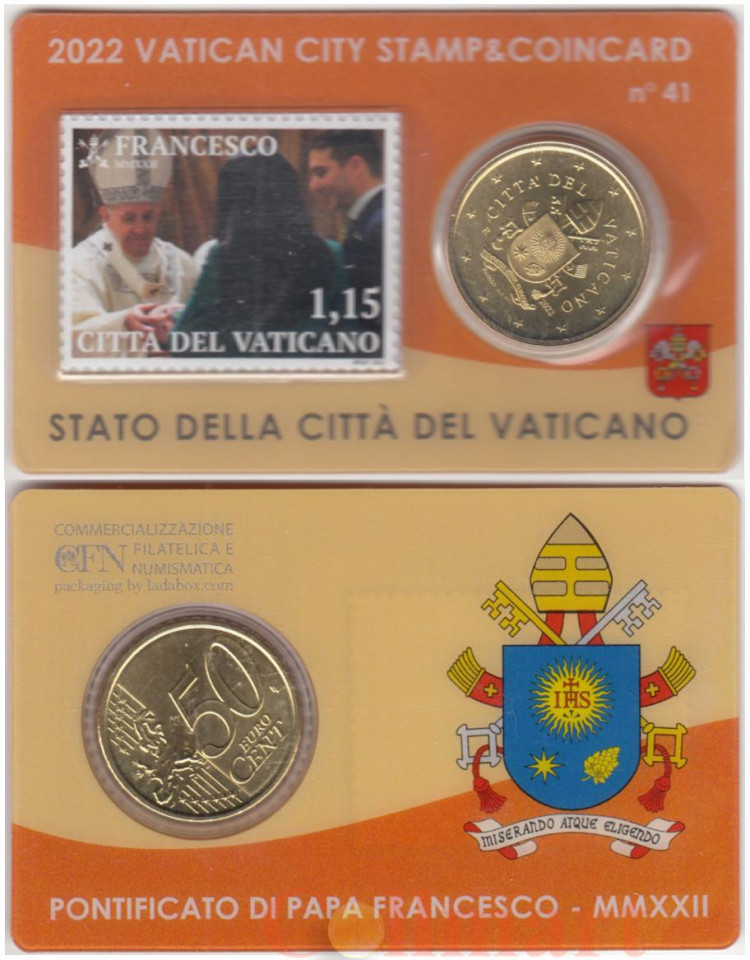 2022 VATICAN CITY STAMP&COINCARD
n° 41
FRANCESCO
MMXXII
1,15
CITTÀ DEL VATICANO
CITTA' DEL VATICANO
STATO DELLA CITTÀ DEL VATICANO
COMMERCIALIZZAZIONE
CFN FILATELICA E
NUMISMATICA
packaging by ladabox.com
50
EURO
CENT
IHS
MISERANDO ATQUE ELIGENDO
PONTIFICATO DI PAPA FRANCESCO - MMXXII